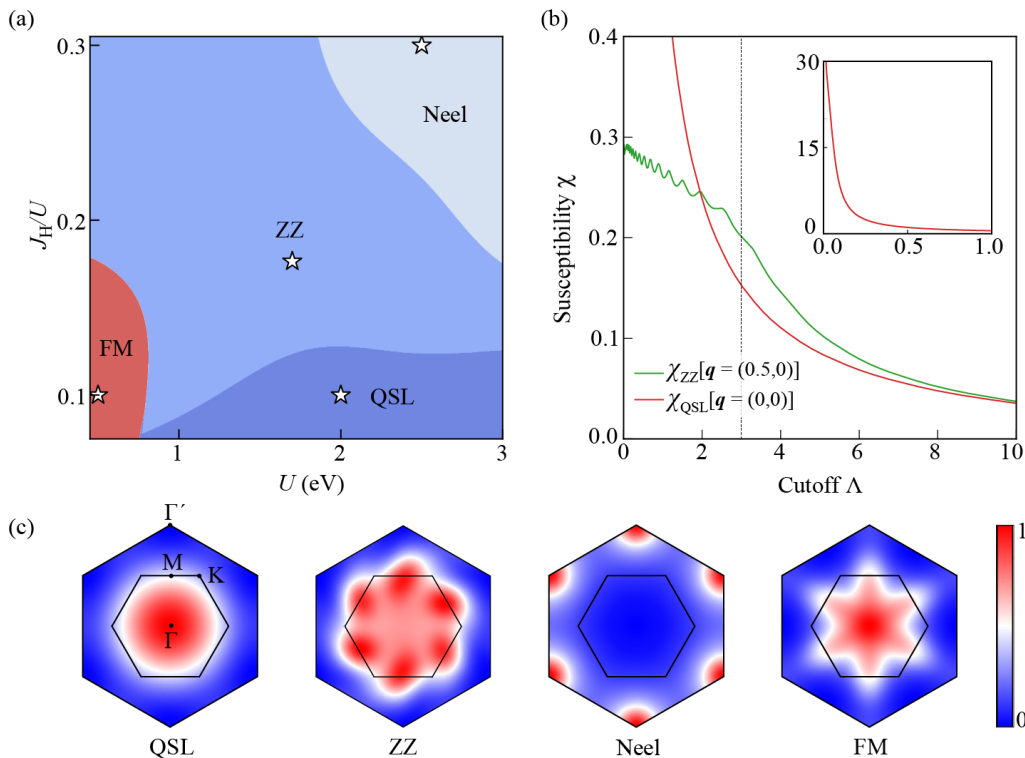 (a)
0.3
0.2
0.1
J_H/U
Neel
ZZ
FM
QSL
1
2
3
U (eV)
(b)
0.4
0.3
0.2
0.1
0.0
Susceptibility χ
30
15
0
0.0
0.5
1.0
χ_ZZ[q = (0.5,0)]
χ_QSL[q = (0,0)]
0
2
4
6
8
10
Cutoff Λ
(c)
Γ′
M
K
Γ
1
0
QSL
ZZ
Neel
FM